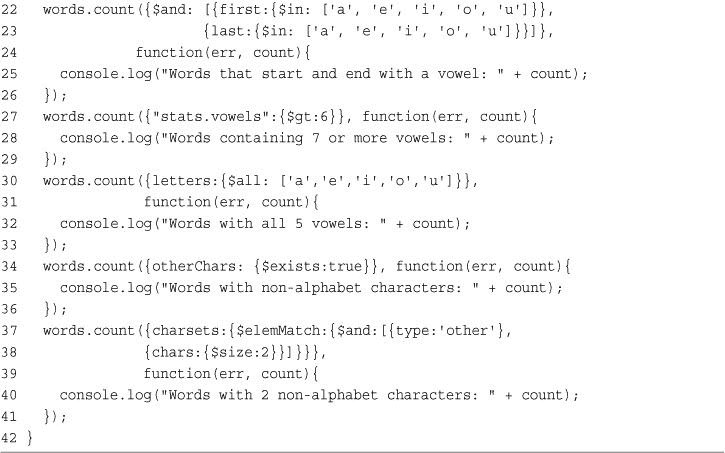 22   words.count({$and: [{first:{$in: ['a', 'e', 'i', 'o', 'u']}},
23                      {last:{$in: ['a', 'e', 'i', 'o', 'u']}}]},
24              function(err, count){
25     console.log("Words that start and end with a vowel: " + count);
26   });
27   words.count({"stats.vowels":{$gt:6}}, function(err, count){
28     console.log("Words containing 7 or more vowels: " + count);
29   });
30   words.count({letters:{$all: ['a','e','i','o','u']}},
31               function(err, count){
32     console.log("Words with all 5 vowels: " + count);
33   });
34   words.count({otherChars: {$exists:true}}, function(err, count){
35     console.log("Words with non-alphabet characters: " + count);
36   });
37   words.count({charsets:{$elemMatch:{$and:[{type:'other'},
38               {chars:{$size:2}}]}}},
39               function(err, count){
40     console.log("Words with 2 non-alphabet characters: " + count);
41   });
42 }